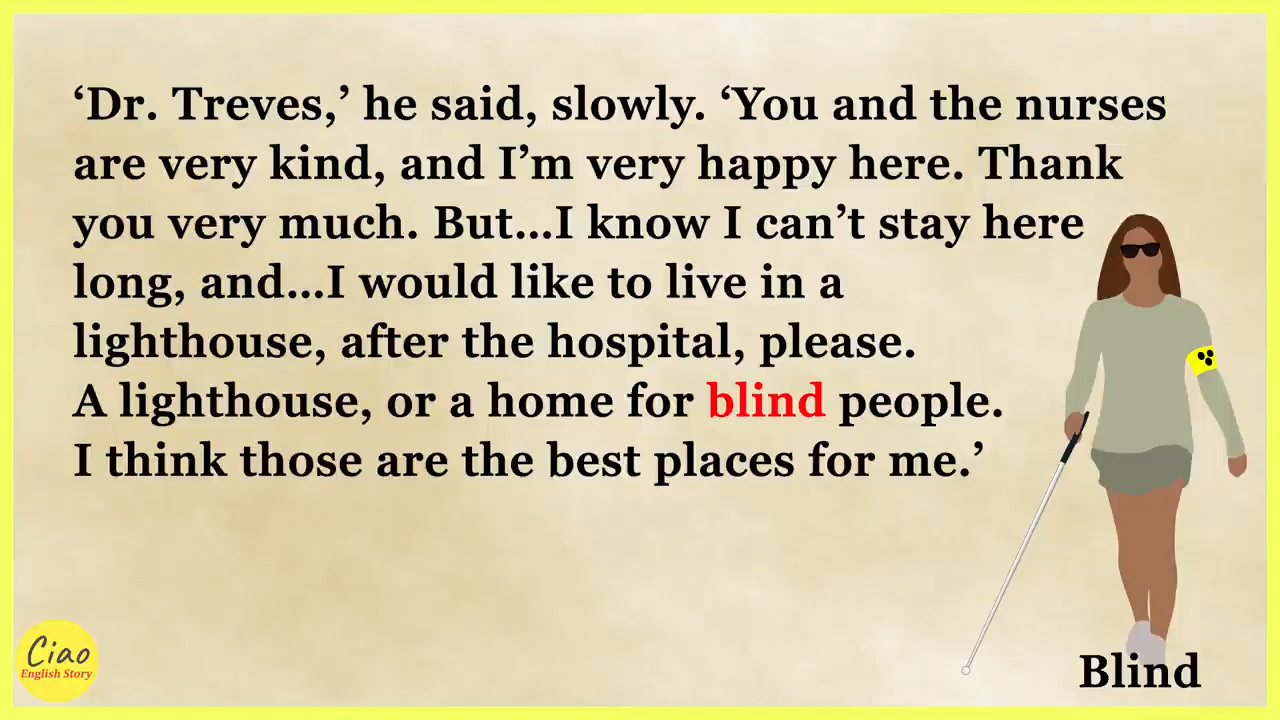 ‘Dr. Treves,’ he said, slowly. ‘You and the nurses
are very kind, and I’m very happy here. Thank
you very much. But...I know I can’t stay here
long, and...I would like to live in a
lighthouse, after the hospital, please.
A lighthouse, or a home for blind people.
I think those are the best places for me.’
Blind
Ciao
English Story